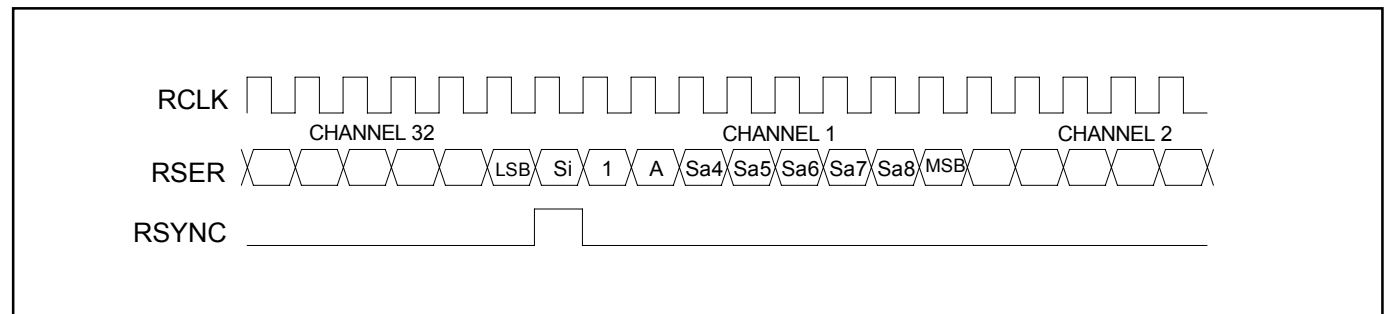 RCLK
CHANNEL 32 CHANNEL 1 CHANNEL 2
RSER LSB Si 1 A Sa4 Sa5 Sa6 Sa7 Sa8 MSB
RSYNC